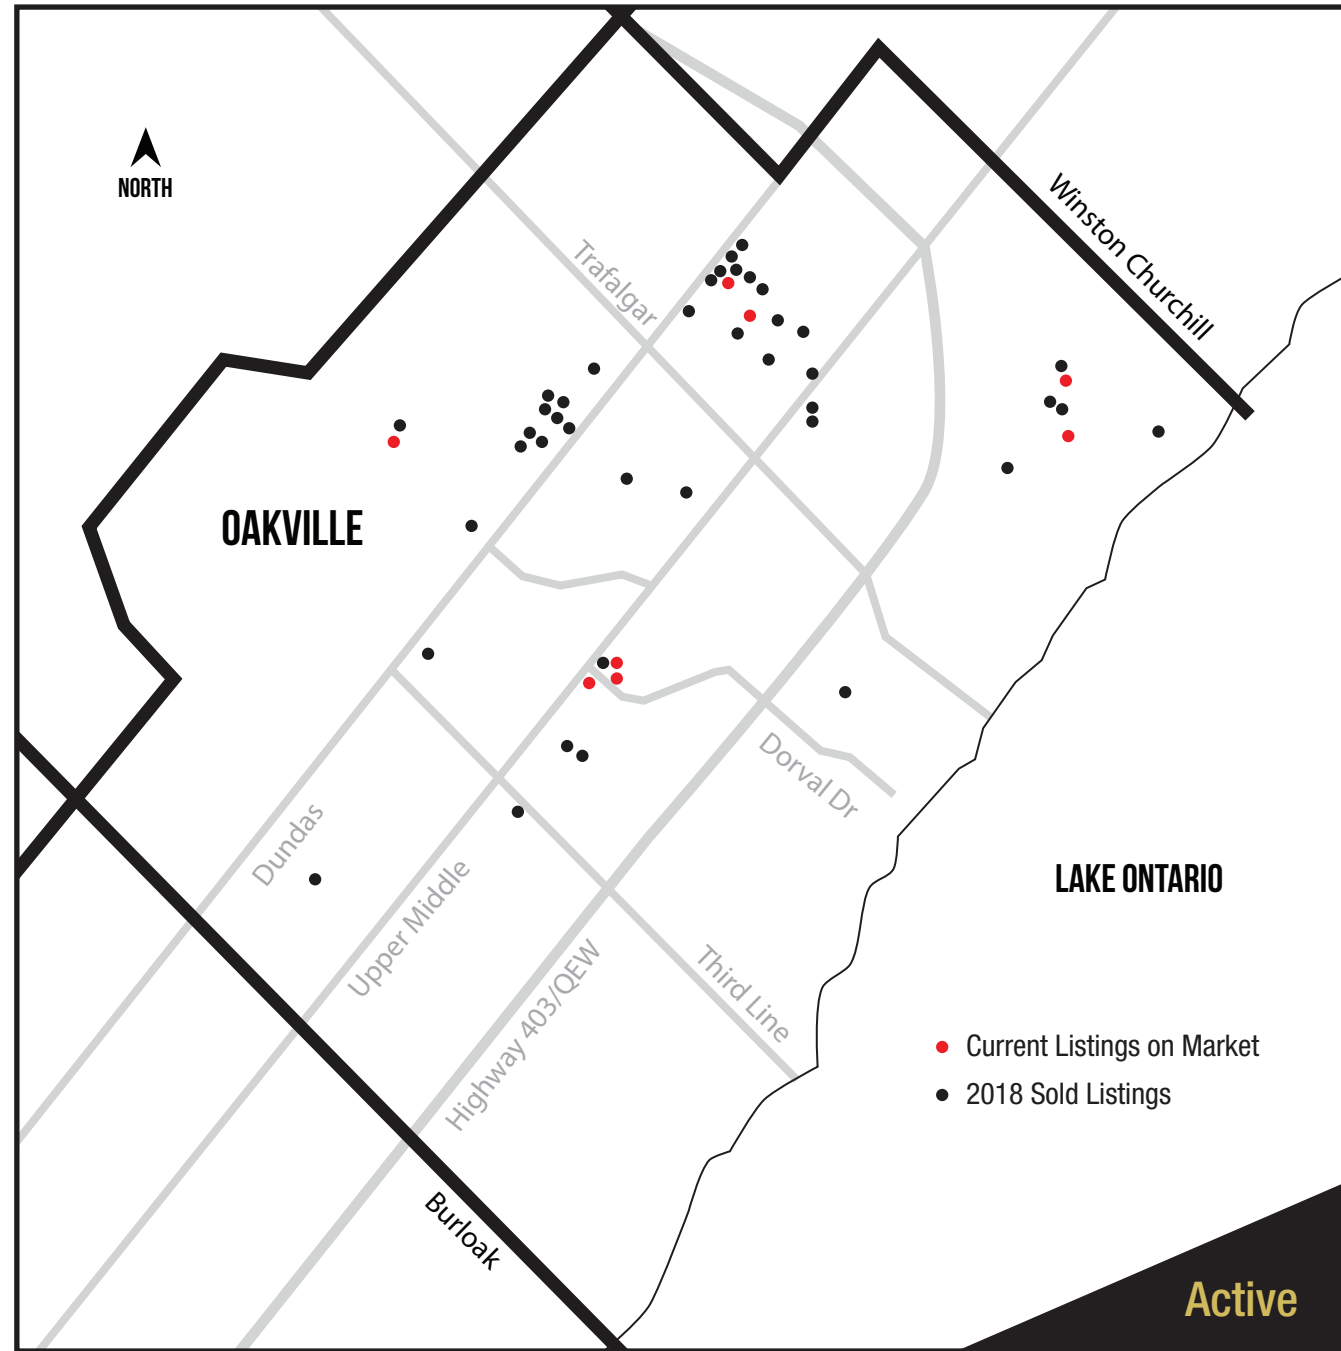 NORTH
Winston Churchill
Trafalgar
OAKVILLE
Dorval Dr
Dundas
Upper Middle
LAKE ONTARIO
Highway 403/QEW
Third Line
Current Listings on Market
2018 Sold Listings
Burloak
Active